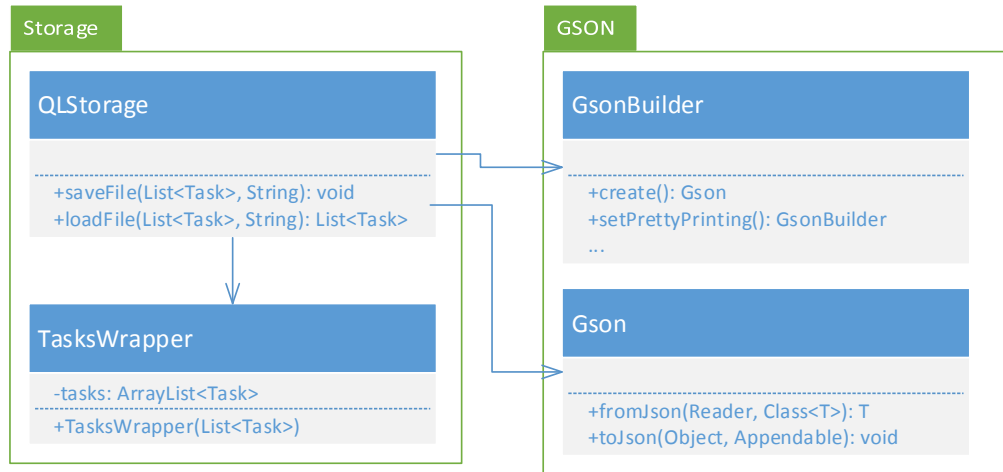 Storage
QLStorage
+saveFile(List<Task>, String): void
+loadFile(List<Task>, String): List<Task>
TasksWrapper
-tasks: ArrayList<Task>
+TasksWrapper(List<Task>)
GSON
GsonBuilder
+create(): Gson
+setPrettyPrinting(): GsonBuilder
...
Gson
+fromJson(Reader, Class<T>): T
+toJson(Object, Appendable): void